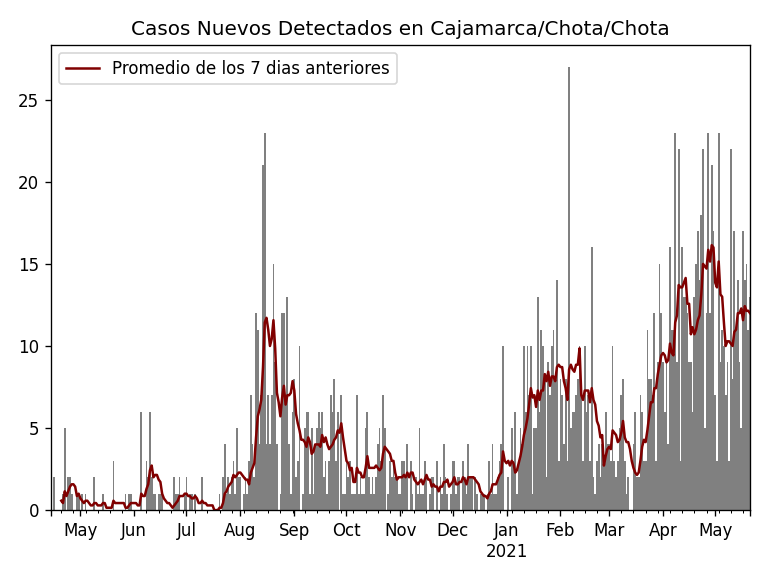 Casos Nuevos Detectados en Cajamarca/Chota/Chota
Promedio de los 7 dias anteriores
25
20
15
10
5
0
May Jun Jul Aug Sep Oct Nov Dec Jan Feb Mar Apr May
2021